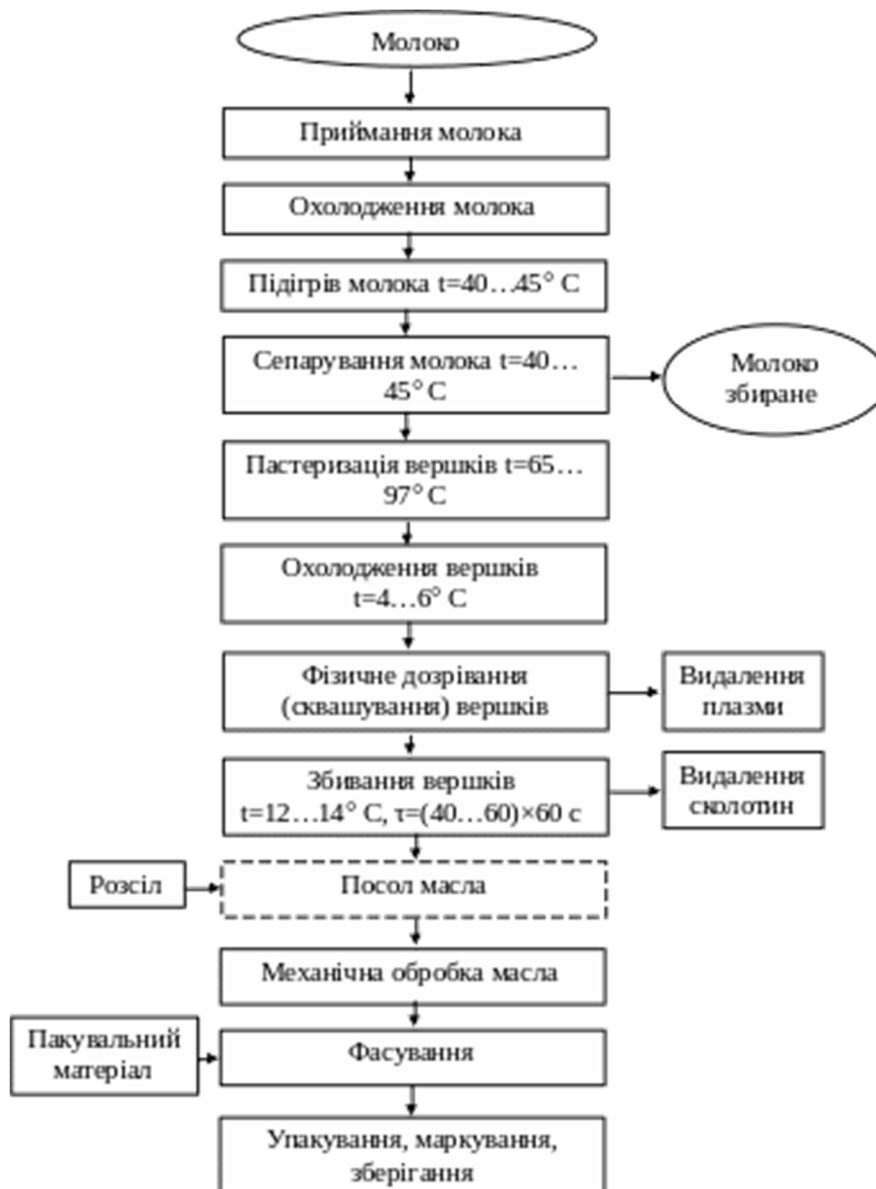 Молоко
Приймання молока
Охолодження молока
Підігрів молока t=40…45° С
Сепарування молока t=40…
45° С
Молоко
збиране
Пастеризація вершків t=65…
97° С
Охолодження вершків
t=4…6° С
Фізичне дозрівання
(сквашування) вершків
Видалення
плазми
Збивання вершків
t=12…14° С, τ=(40…60)×60 с
Видалення
сколотин
Розсіл
Посол масла
Механічна обробка масла
Пакувальний
матеріал
Фасування
Упакування, маркування,
зберігання